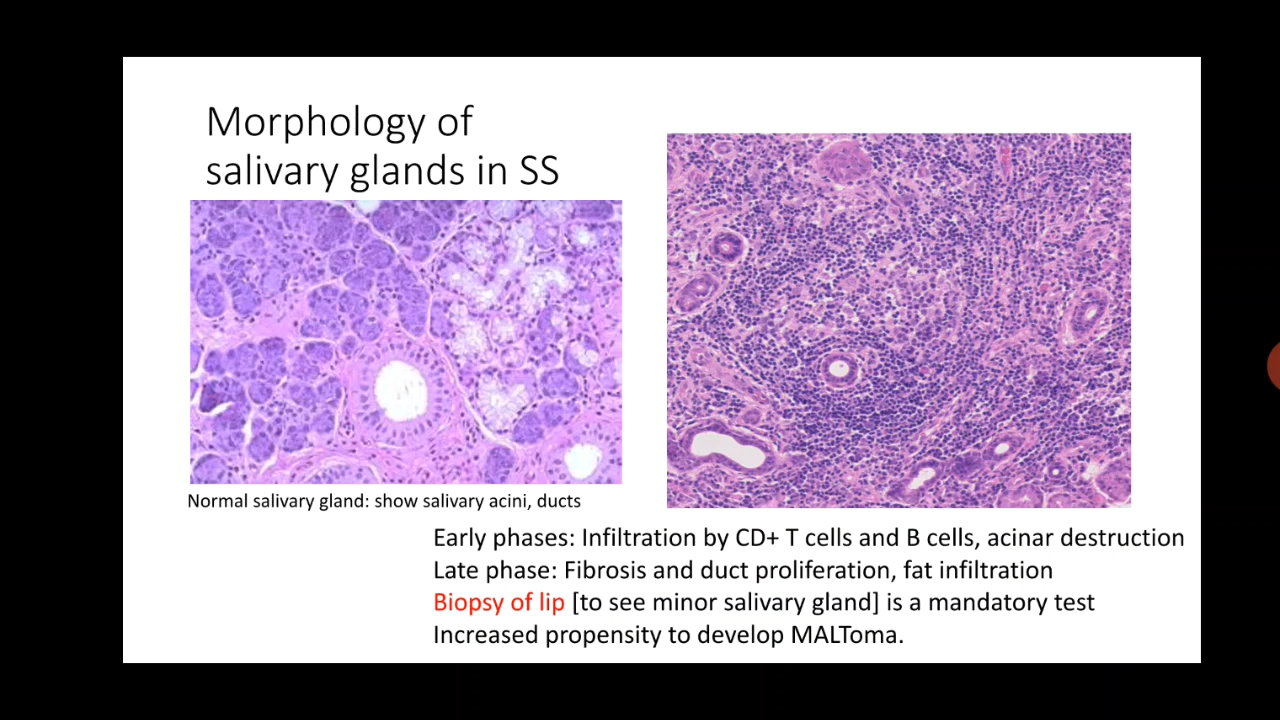 Morphology of
salivary glands in SS
Normal salivary gland: show salivary acini, ducts
Early phases: Infiltration by CD+ T cells and B cells, acinar destruction
Late phase: Fibrosis and duct proliferation, fat infiltration
Biopsy of lip [to see minor salivary gland] is a mandatory test
Increased propensity to develop MALToma.